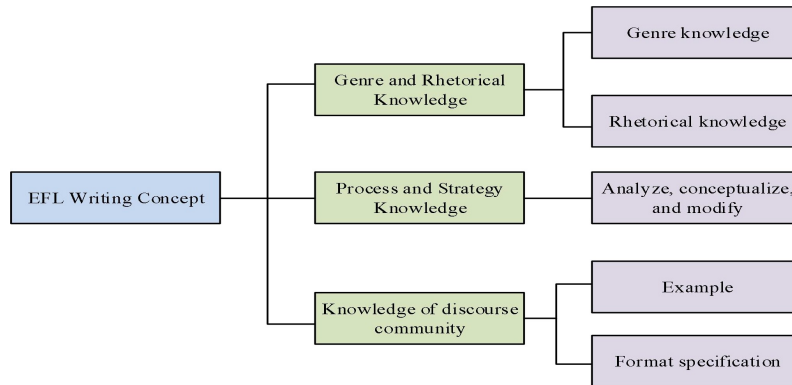 EFL Writing Concept
Genre and Rhetorical
Knowledge
Genre knowledge
Rhetorical knowledge
Process and Strategy
Knowledge
Analyze, conceptualize,
and modify
Knowledge of discourse
community
Example
Format specification